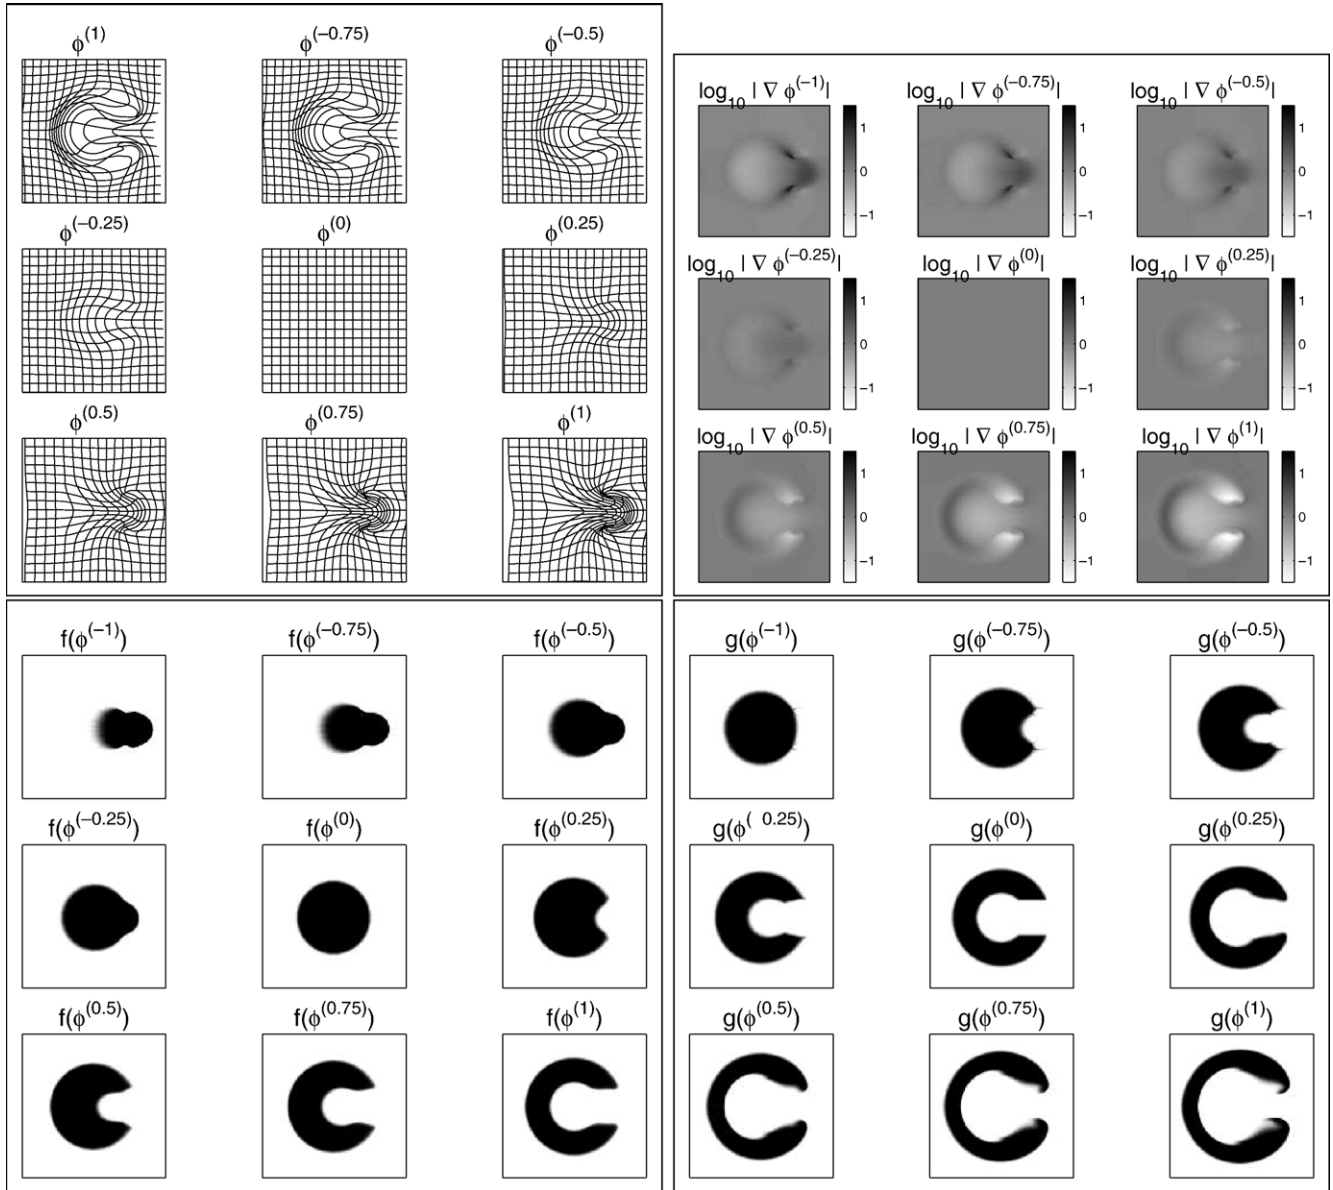 ϕ(1) ϕ(−0.75) ϕ(−0.5)
ϕ(−0.25) ϕ(0) ϕ(0.25)
ϕ(0.5) ϕ(0.75) ϕ(1)
log10 | ∇ ϕ(−1)| log10 | ∇ ϕ(−0.75)| log10 | ∇ ϕ(−0.5)|
1 1 1
0 0 0
−1 −1 −1
log10 | ∇ ϕ(−0.25)| log10 | ∇ ϕ(0)| log10 | ∇ ϕ(0.25)|
1 1 1
0 0 0
−1 −1 −1
log10 | ∇ ϕ(0.5)| log10 | ∇ ϕ(0.75)| log10 | ∇ ϕ(1)|
1 1 1
0 0 0
−1 −1 −1
f(ϕ(−1)) f(ϕ(−0.75)) f(ϕ(−0.5))
f(ϕ(−0.25)) f(ϕ(0)) f(ϕ(0.25))
f(ϕ(0.5)) f(ϕ(0.75)) f(ϕ(1))
g(ϕ(−1)) g(ϕ(−0.75)) g(ϕ(−0.5))
g(ϕ( 0.25)) g(ϕ(0)) g(ϕ(0.25))
g(ϕ(0.5)) g(ϕ(0.75)) g(ϕ(1))